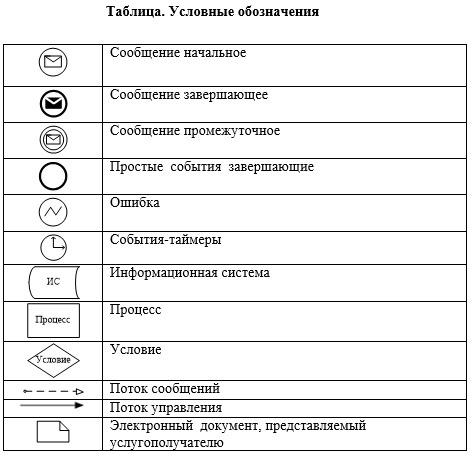 Таблица. Условные обозначения
Сообщение начальное
Сообщение завершающее
Сообщение промежуточное
Простые события завершающие
Ошибка
События-таймеры
ИС
Информационная система
Процесс
Процесс
Условие
Условие
Поток сообщений
Поток управления
Электронный документ, представляемый
услугополучателю